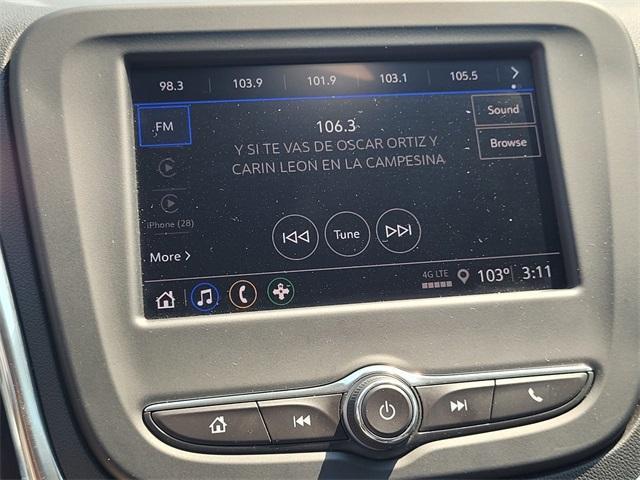 98.3 103.9 101.9 103.1 105.5
FM
106.3
Sound
Y SI TE VAS DE OSCAR ORTIZ Y
CARIN LEON EN LA CAMPESINA
Browse
iPhone (28)
Tune
More
4G LTE
103° 3:11